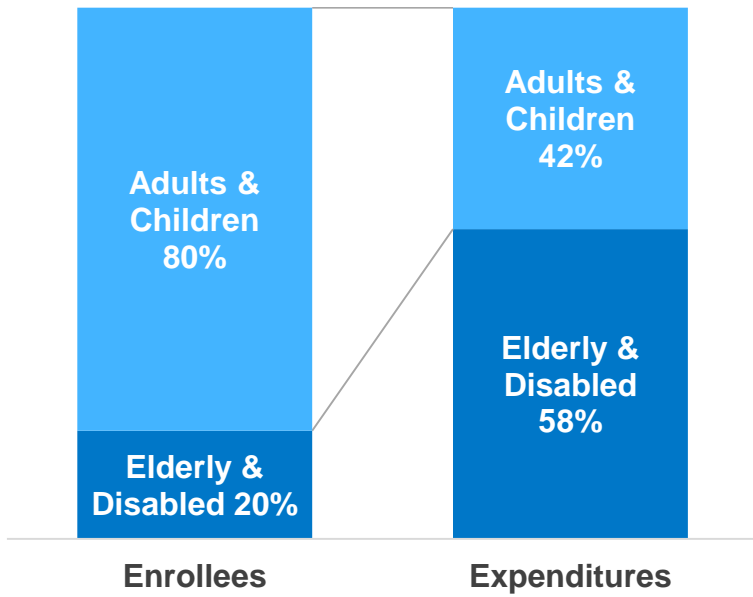 Adults &
Children
80%
Elderly &
Disabled 20%
Adults &
Children
42%
Elderly &
Disabled
58%
Enrollees
Expenditures